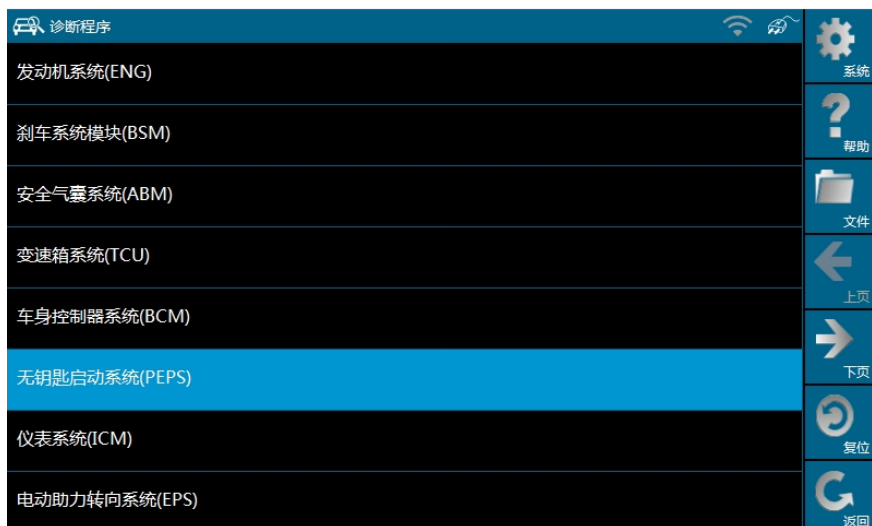 诊断程序
发动机系统(ENG)
刹车系统模块(BSM)
安全气囊系统(ABM)
变速箱系统(TCU)
车身控制器系统(BCM)
无钥匙启动系统(PEPS)
仪表系统(ICM)
电动助力转向系统(EPS)
系统
帮助
文件
上页
下页
复位
返回